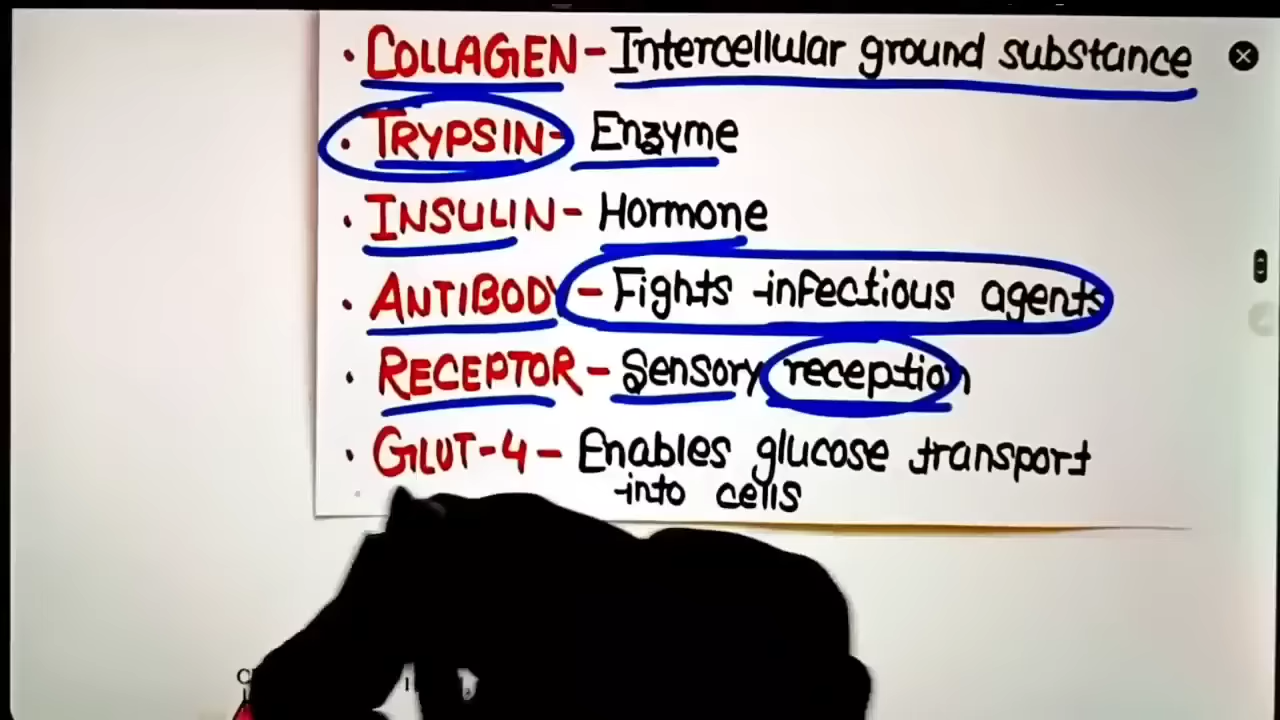 · COLLAGEN - Intercellular ground substance
· TRYPSIN - Enzyme
· INSULIN - Hormone
· ANTIBODY - Fights infectious agents
· RECEPTOR - Sensory reception
· GLUT-4 - Enables glucose transport
into cells